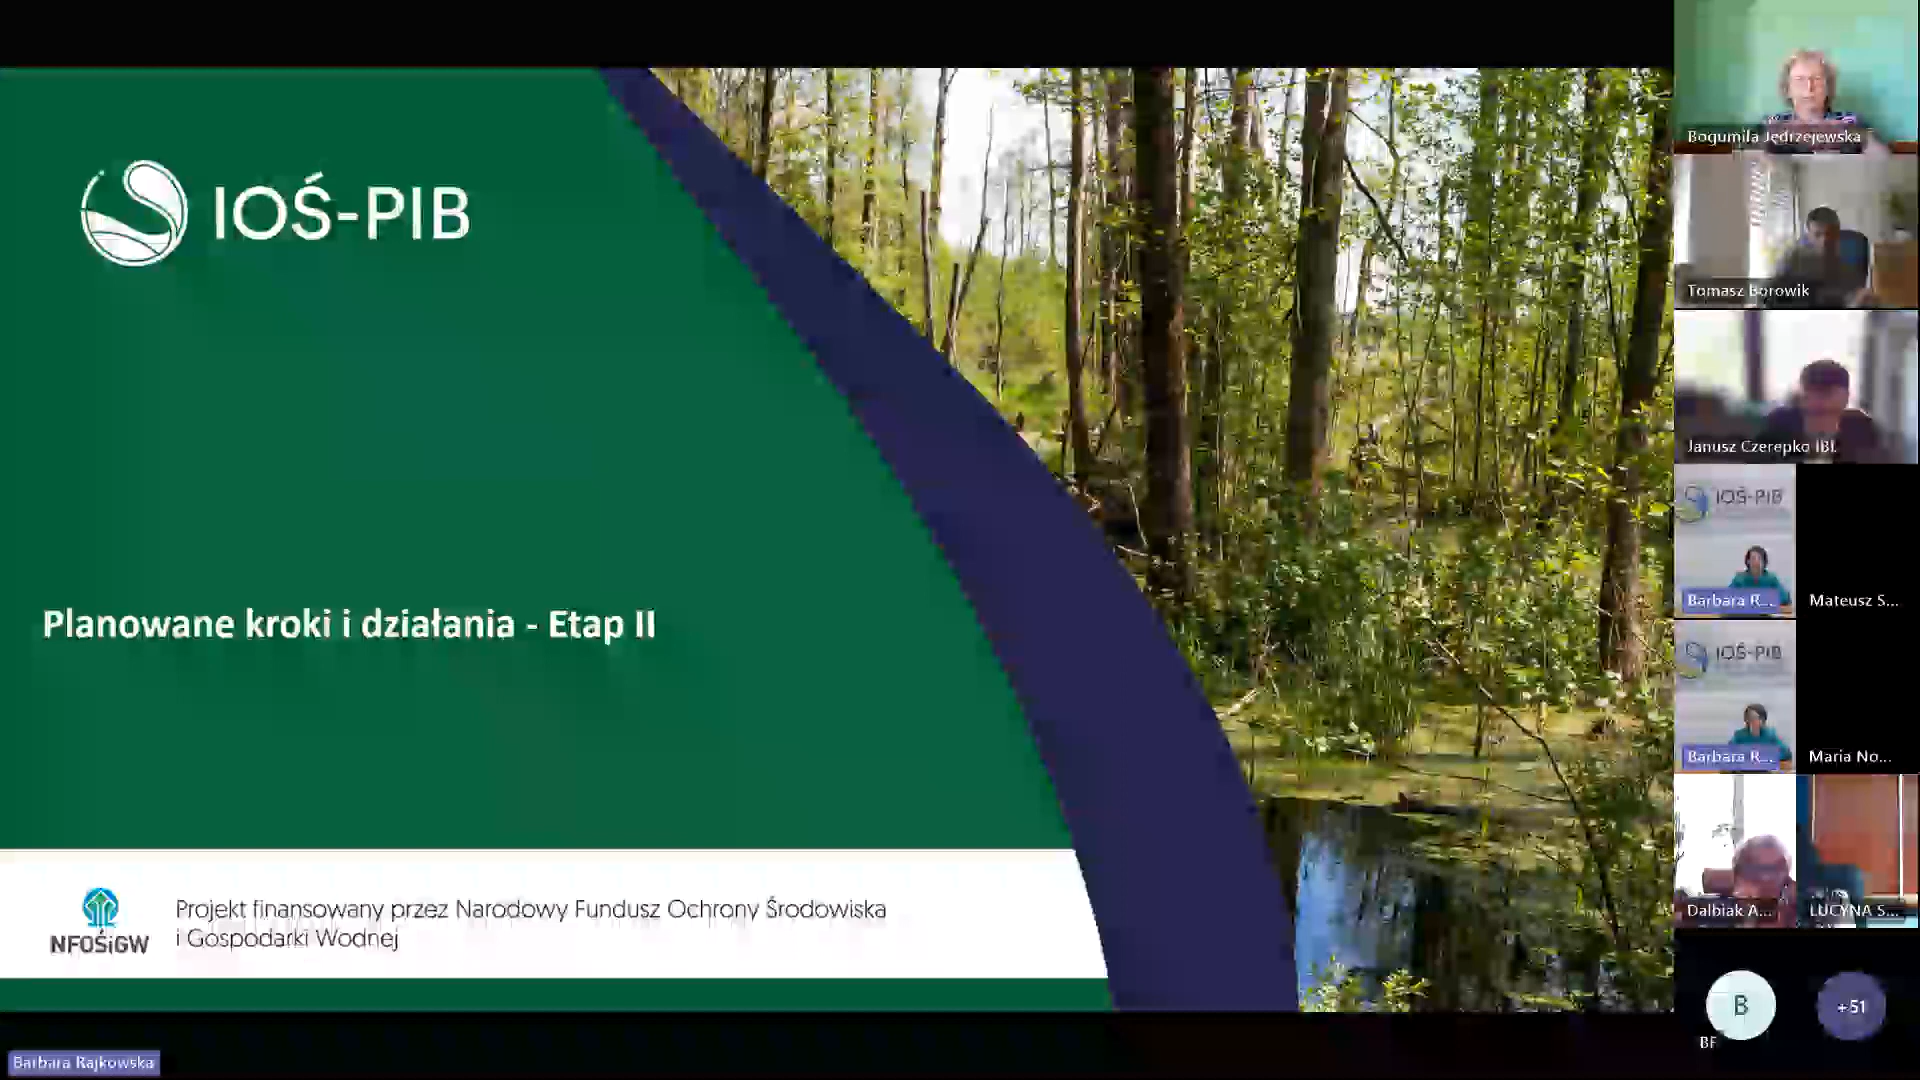 IOŚ-PIB
Planowane kroki i działania - Etap II
NFOŚiGW
Projekt finansowany przez Narodowy Fundusz Ochrony Środowiska
i Gospodarki Wodnej
Barbara Rajkowska
Bogumila Jędrzejewska
Tomasz Borowik
Janusz Czerepko IBL
IOŚ-PIB
Barbara R...
Mateusz S...
IOŚ-PIB
Barbara R...
Maria No...
Dalbiak A...
LUCYNA S...
B
BF
+51